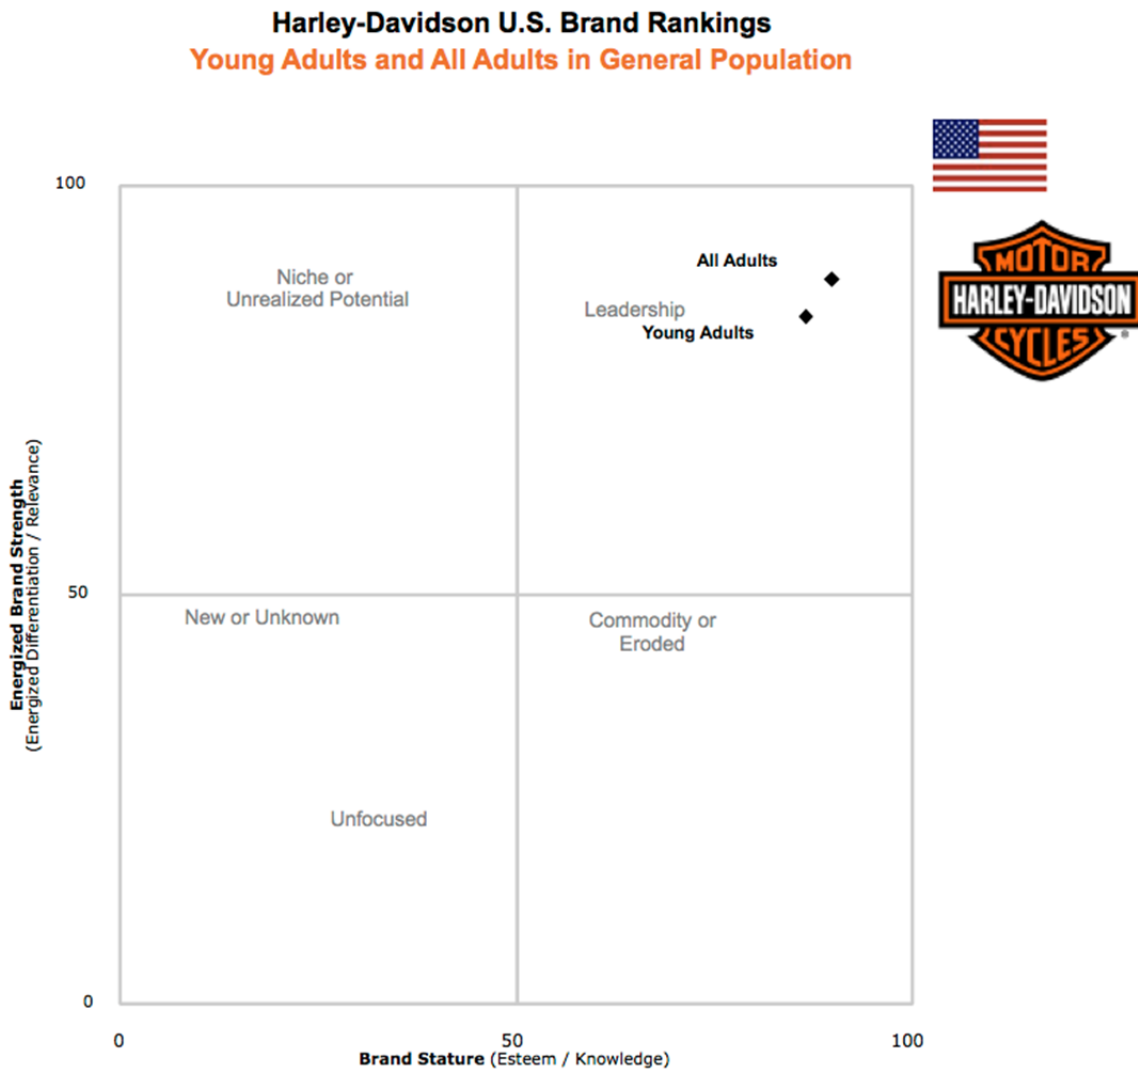 Harley-Davidson U.S. Brand Rankings
Young Adults and All Adults in General Population
100
Niche or
Unrealized Potential
All Adults
Leadership
Young Adults
MOTOR
HARLEY-DAVIDSON
CYCLES
®
Energized Brand Strength
(Energized Differentiation / Relevance)
50
New or Unknown
Commodity or
Eroded
Unfocused
0
0
50
100
Brand Stature (Esteem / Knowledge)